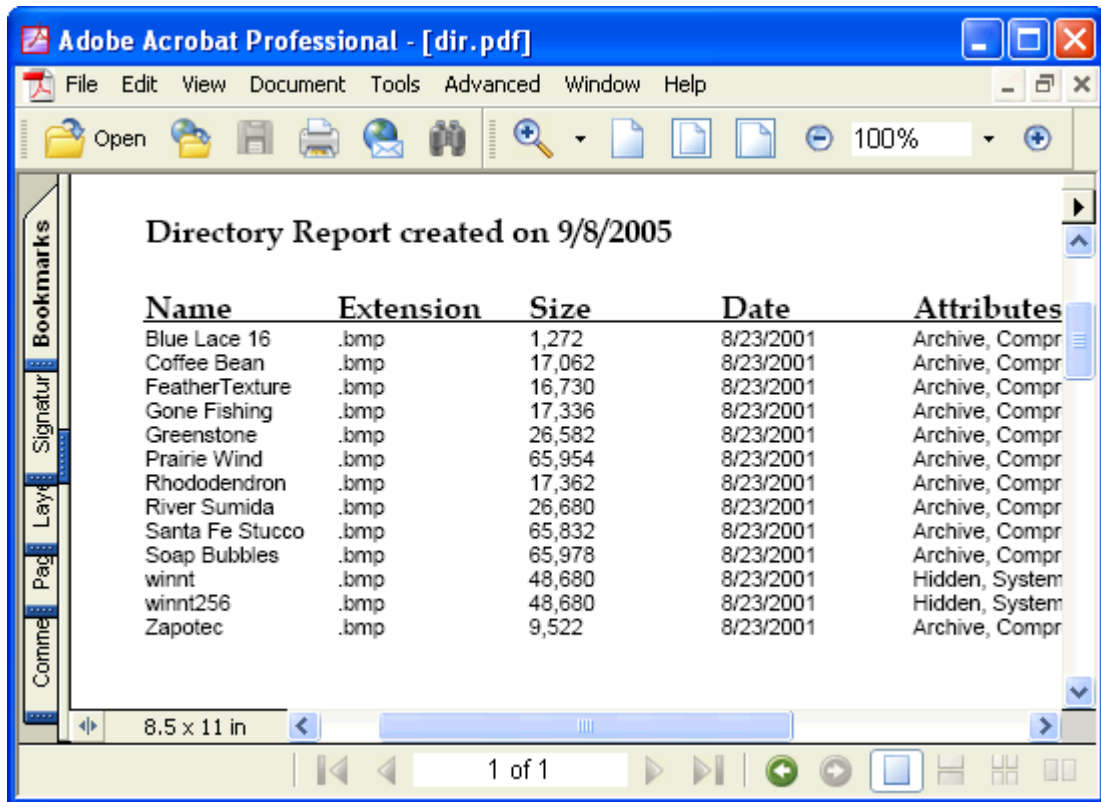 Adobe Acrobat Professional - [dir.pdf]
File Edit View Document Tools Advanced Window Help
Open 100%
Bookmarks
Signatur
Laye
Pag
Comme
Directory Report created on 9/8/2005
Name Extension Size Date Attributes
Blue Lace 16 .bmp 1,272 8/23/2001 Archive, Compr
Coffee Bean .bmp 17,062 8/23/2001 Archive, Compr
FeatherTexture .bmp 16,730 8/23/2001 Archive, Compr
Gone Fishing .bmp 17,336 8/23/2001 Archive, Compr
Greenstone .bmp 26,582 8/23/2001 Archive, Compr
Prairie Wind .bmp 65,954 8/23/2001 Archive, Compr
Rhododendron .bmp 17,362 8/23/2001 Archive, Compr
River Sumida .bmp 26,680 8/23/2001 Archive, Compr
Santa Fe Stucco .bmp 65,832 8/23/2001 Archive, Compr
Soap Bubbles .bmp 65,978 8/23/2001 Archive, Compr
winnt .bmp 48,680 8/23/2001 Hidden, System
winnt256 .bmp 48,680 8/23/2001 Hidden, System
Zapotec .bmp 9,522 8/23/2001 Archive, Compr
8.5 x 11 in
1 of 1